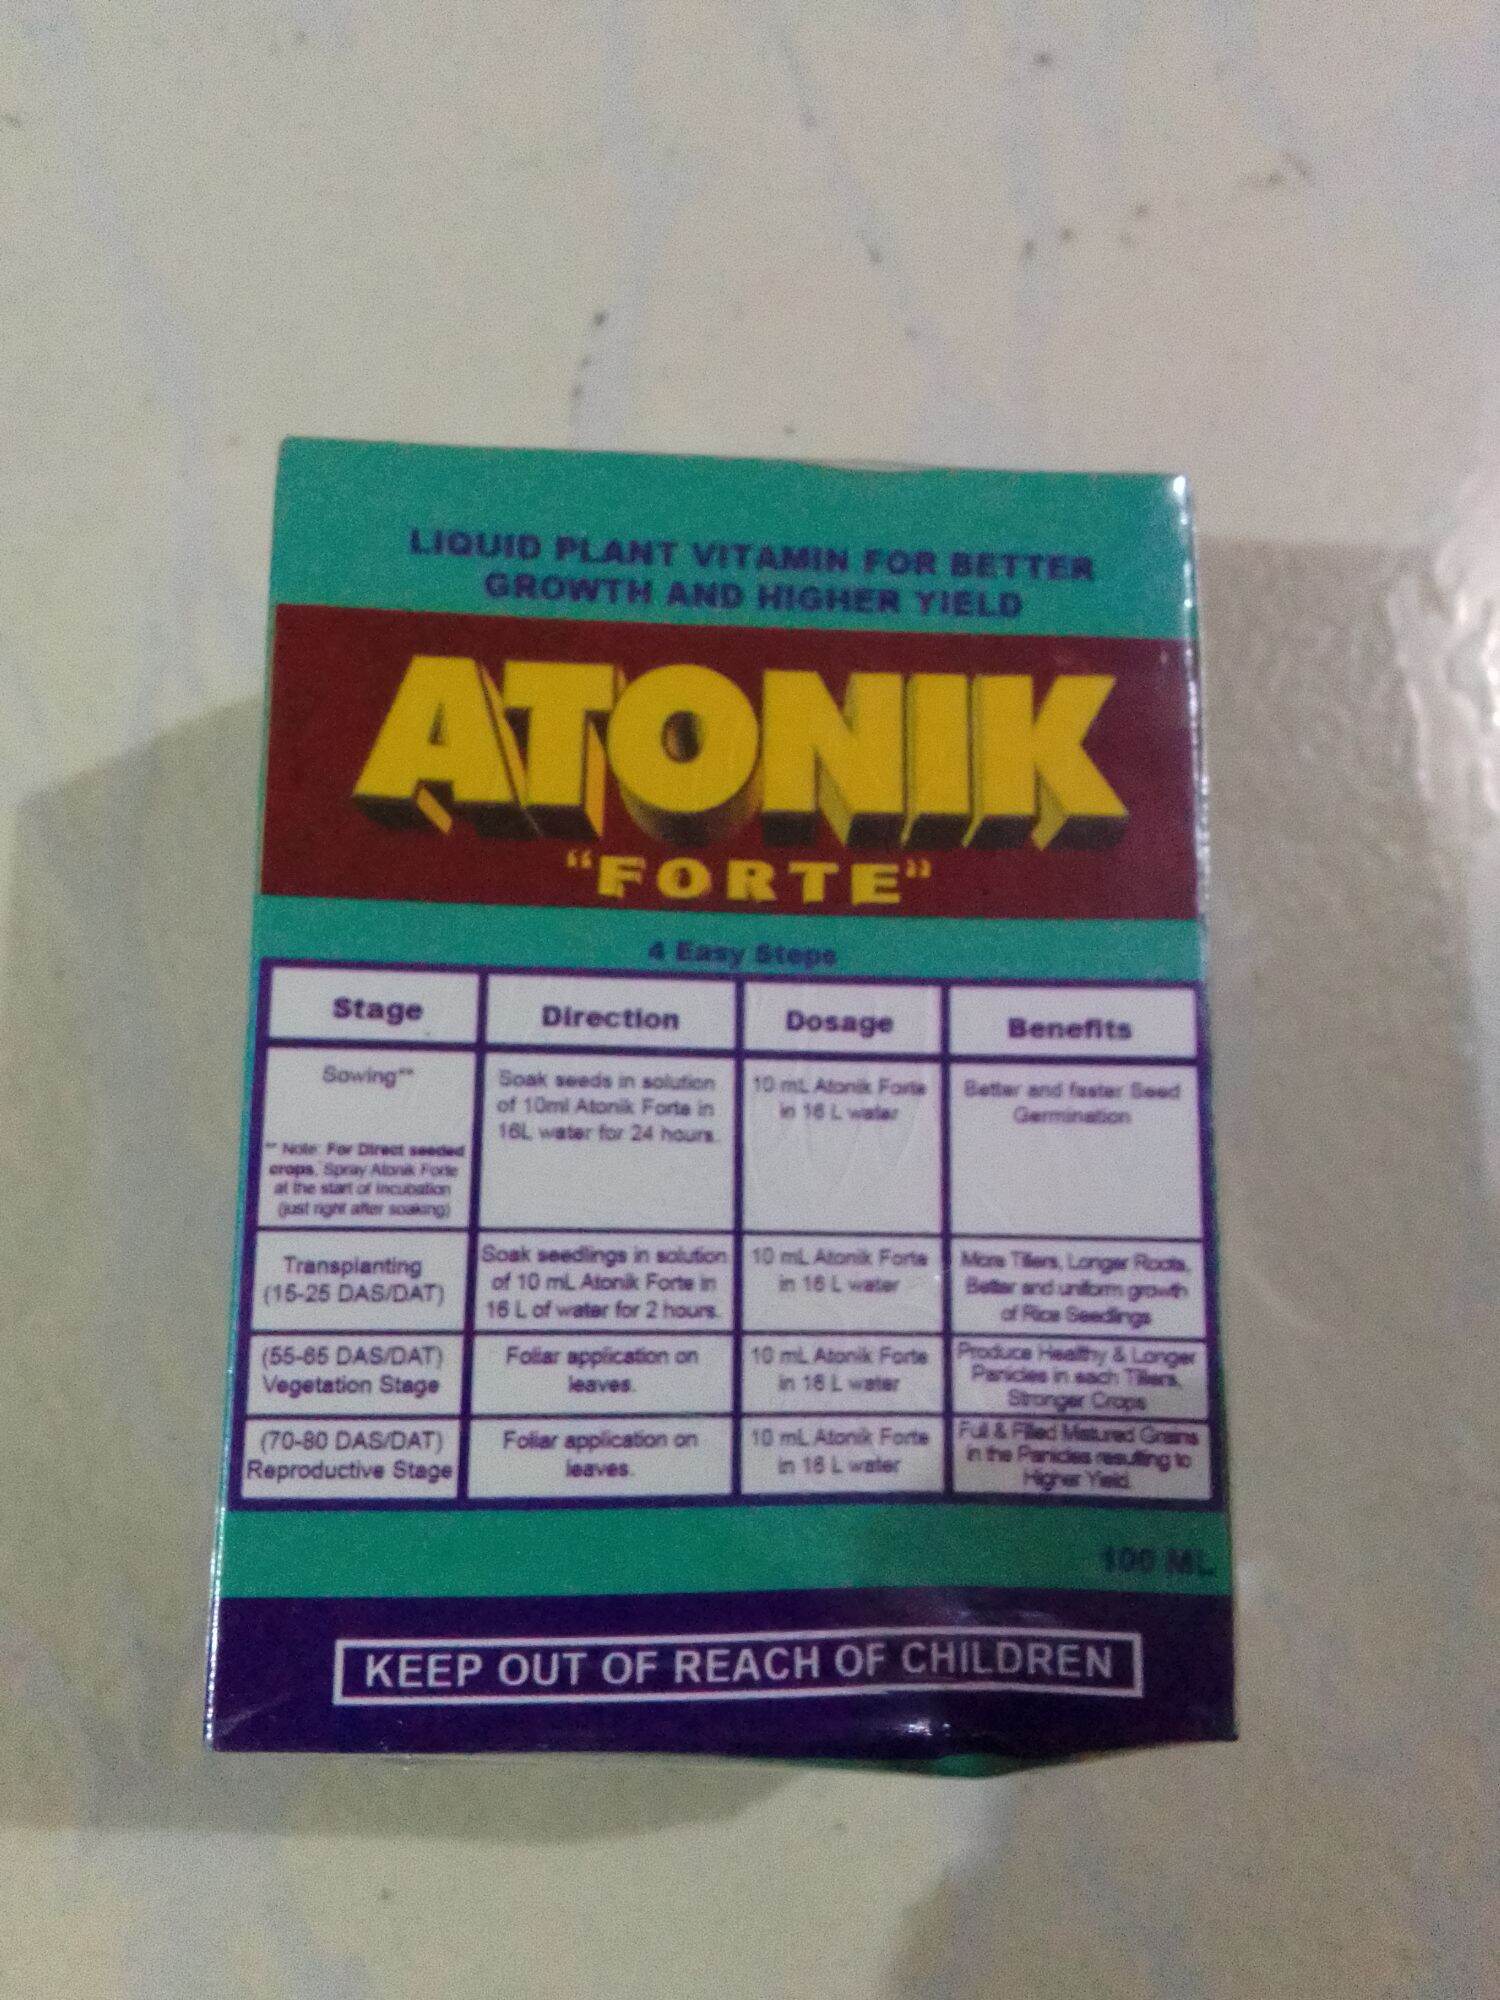 LIQUID PLANT VITAMIN FOR BETTER
GROWTH AND HIGHER YIELD
ATONIK
"FORTE"
4 Easy Steps
Stage
Direction
Dosage
Benefits
Sowing**
** Note: For Direct seeded
crops, Spray Atonik Forte
at the start of Incubation
(just right after soaking)
Soak seeds in solution
of 10ml Atonik Forte in
16L water for 24 hours.
10 mL Atonik Forte
in 16 L water
Better and faster Seed
Germination
Transplanting
(15-25 DAS/DAT)
Soak seedlings in solution
of 10 mL Atonik Forte in
16 L of water for 2 hours.
10 mL Atonik Forte
in 16 L water
More Tillers, Longer Roots,
Better and uniform growth
of Rice Seedlings
(55-65 DAS/DAT)
Vegetation Stage
Foliar application on
leaves.
10 mL Atonik Forte
in 16 L water
Produce Healthy & Longer
Panicles in each Tillers,
Stronger Crops
(70-80 DAS/DAT)
Reproductive Stage
Foliar application on
leaves.
10 mL Atonik Forte
in 16 L water
Full & Filled Matured Grains
in the Panicles resulting to
Higher Yield.
100 ML
KEEP OUT OF REACH OF CHILDREN